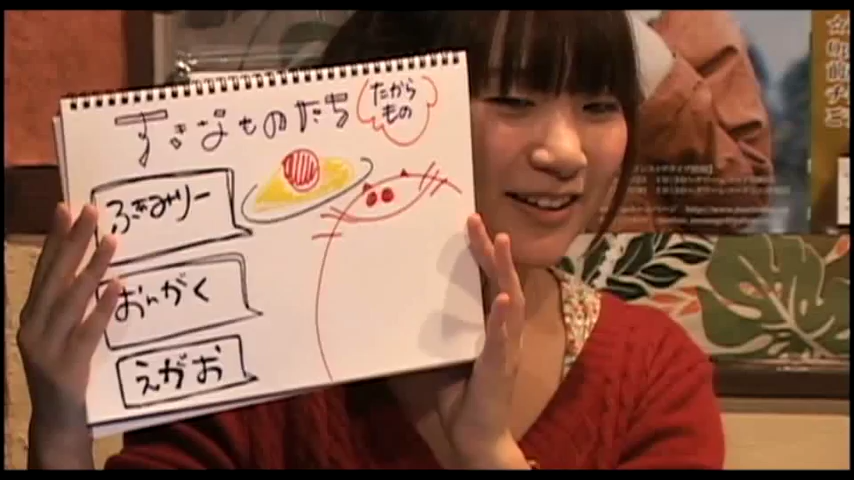 すきなものたち
たから
もの
ふぁみりー
おんがく
えがお